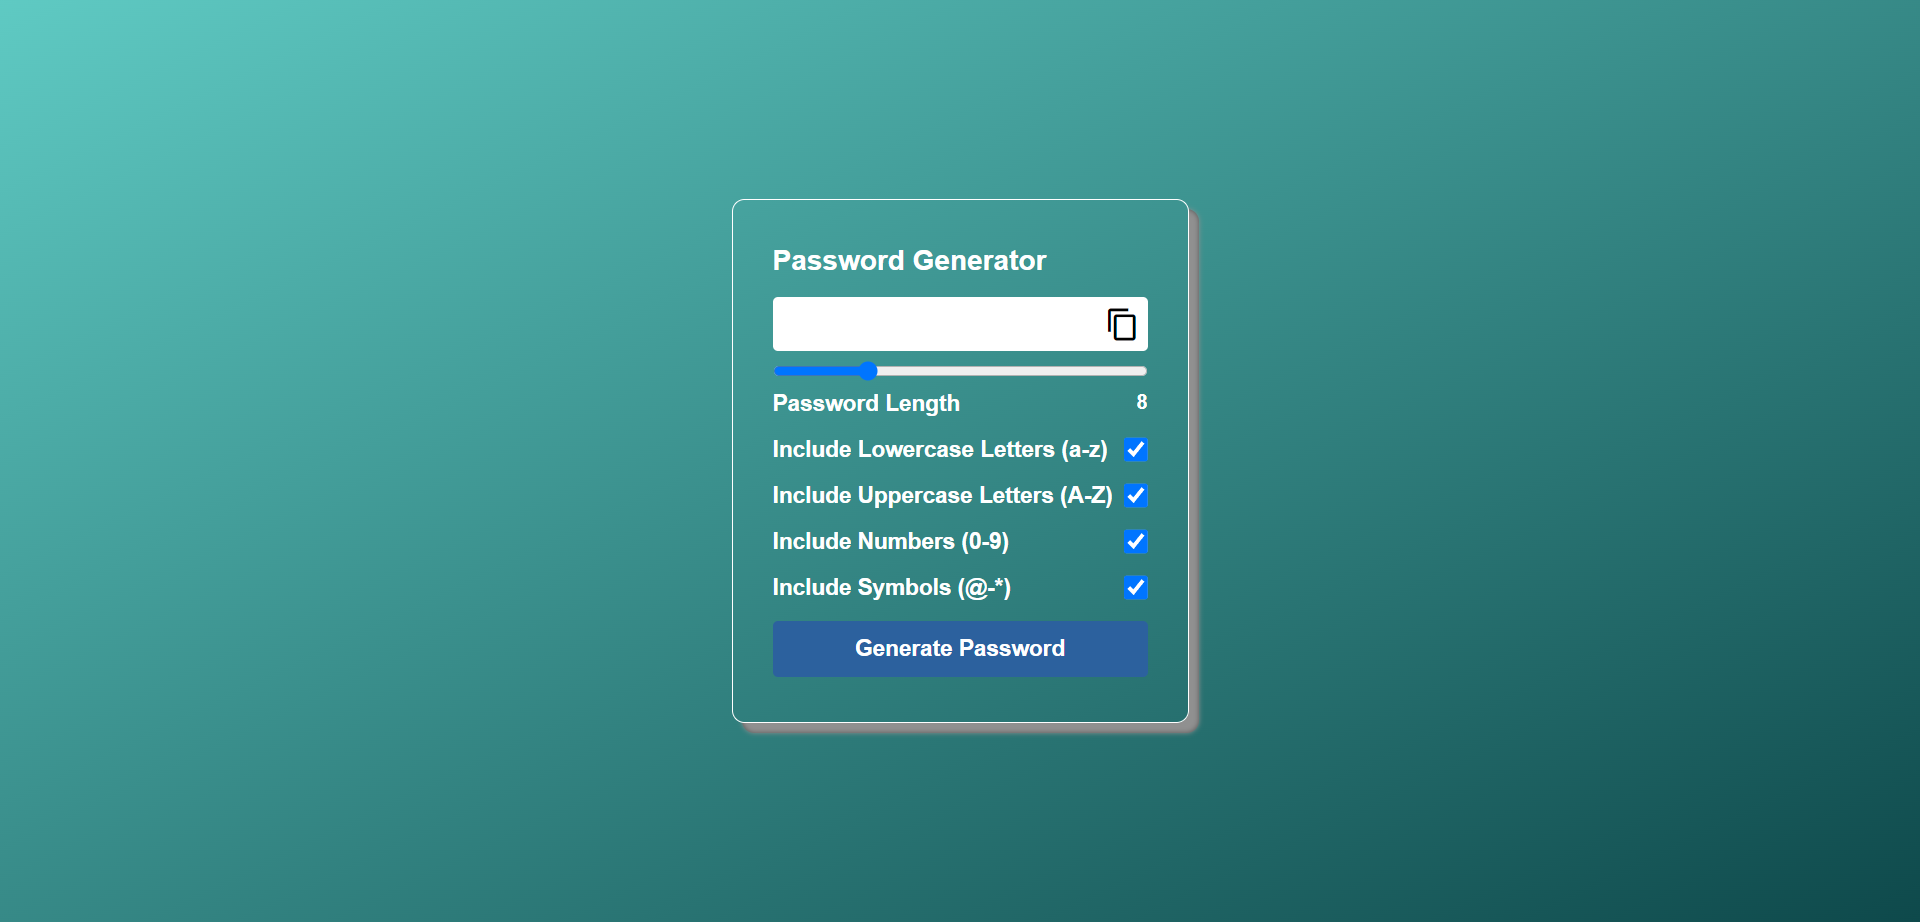 Password Generator
Password Length 8
Include Lowercase Letters (a-z)
Include Uppercase Letters (A-Z)
Include Numbers (0-9)
Include Symbols (@-*)
Generate Password